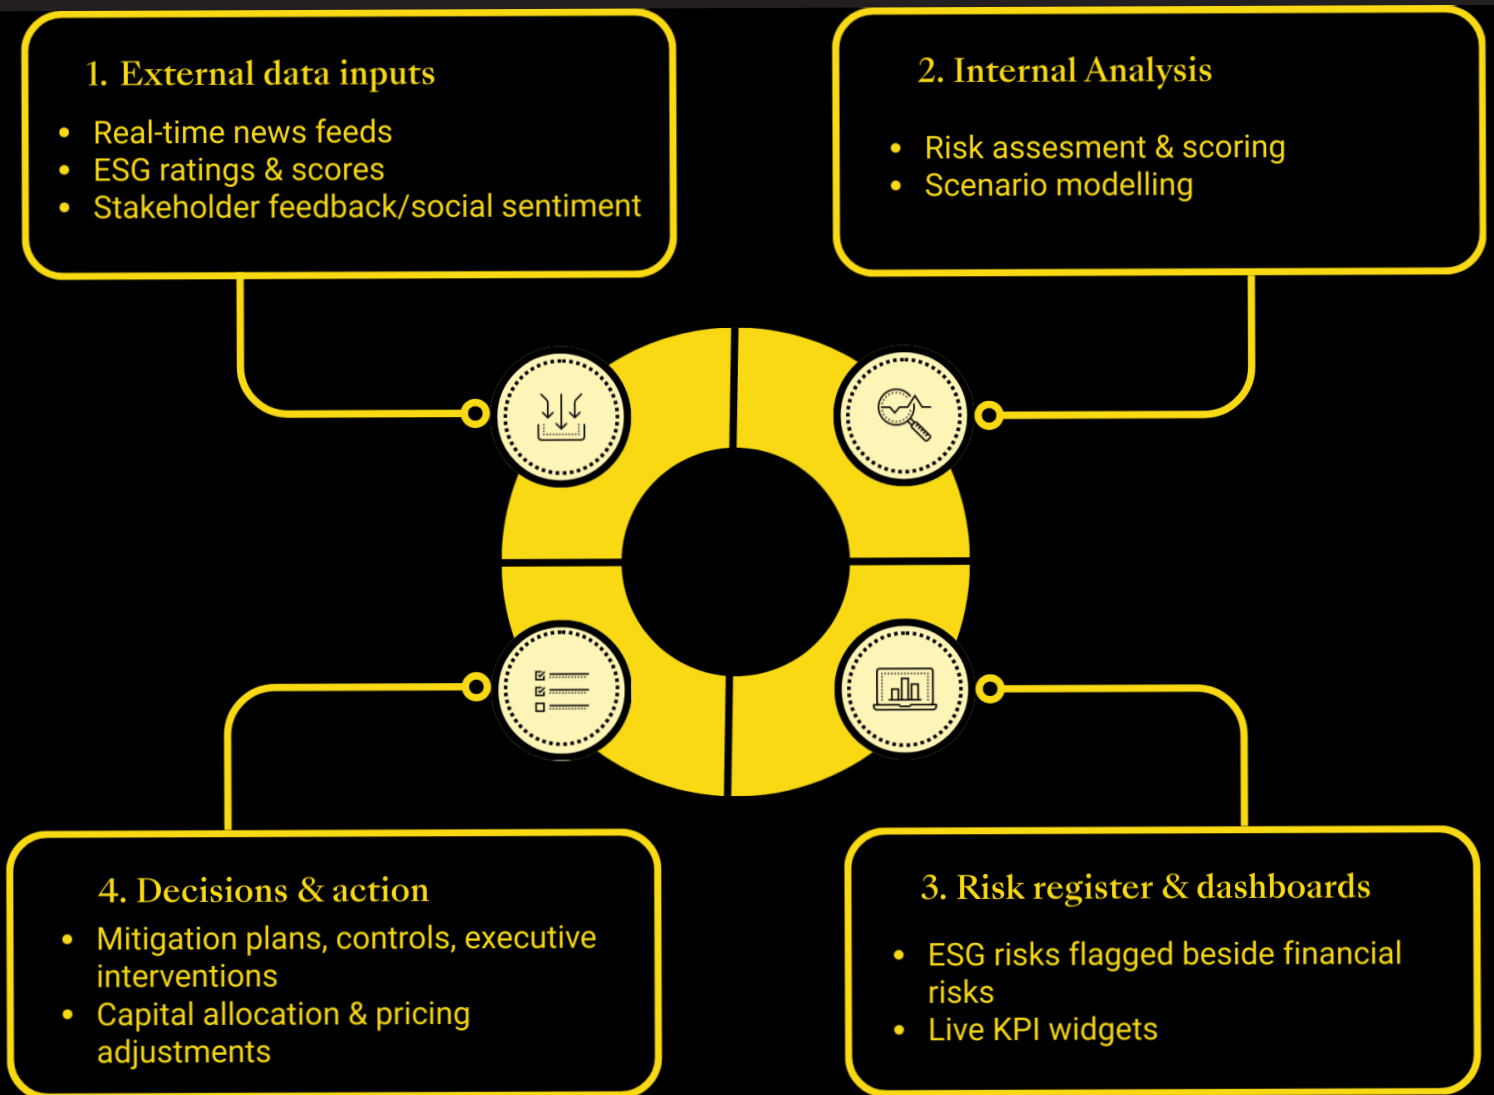 1. External data inputs
• Real-time news feeds
• ESG ratings & scores
• Stakeholder feedback/social sentiment
2. Internal Analysis
• Risk assesment & scoring
• Scenario modelling
3. Risk register & dashboards
• ESG risks flagged beside financial
risks
• Live KPI widgets
4. Decisions & action
• Mitigation plans, controls, executive
interventions
• Capital allocation & pricing
adjustments